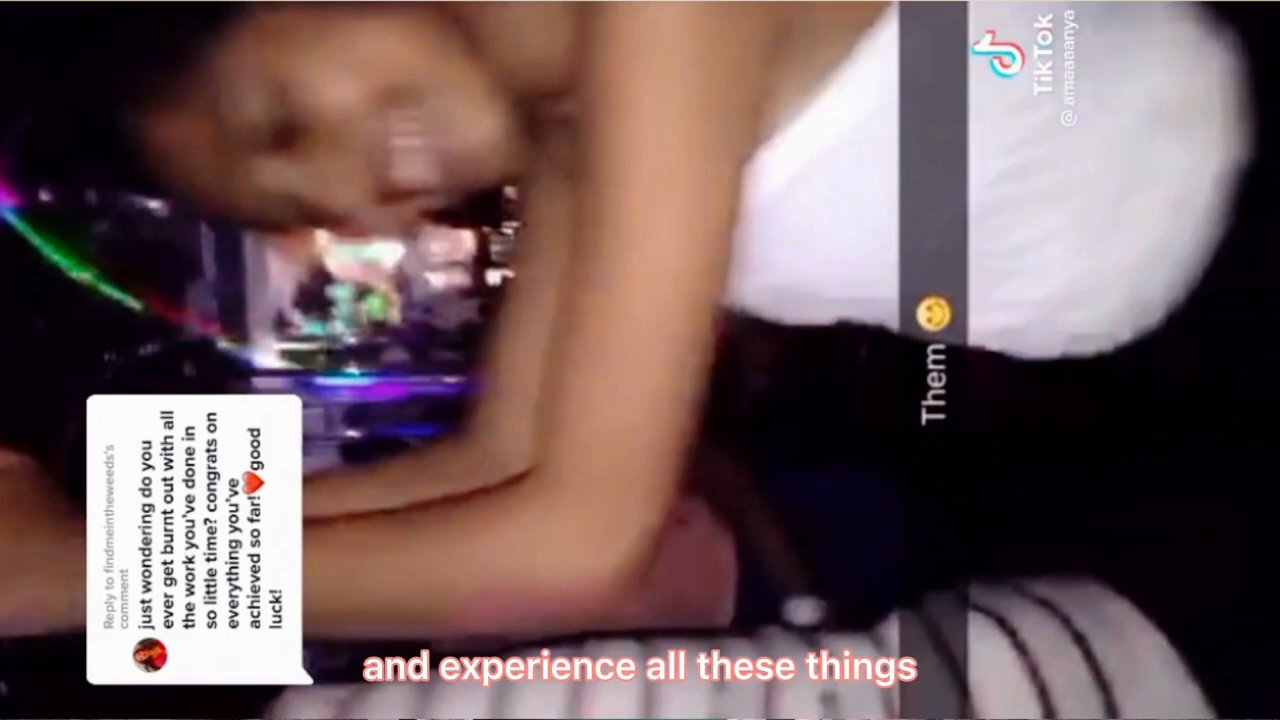 Reply to findmeintheweeds's
comment
just wondering do you
ever get burnt out with all
the work you've done in
so little time? congrats on
everything you've
achieved so far!❤️good
luck!
Them 🙂
TikTok
@amaaaanya
and experience all these things